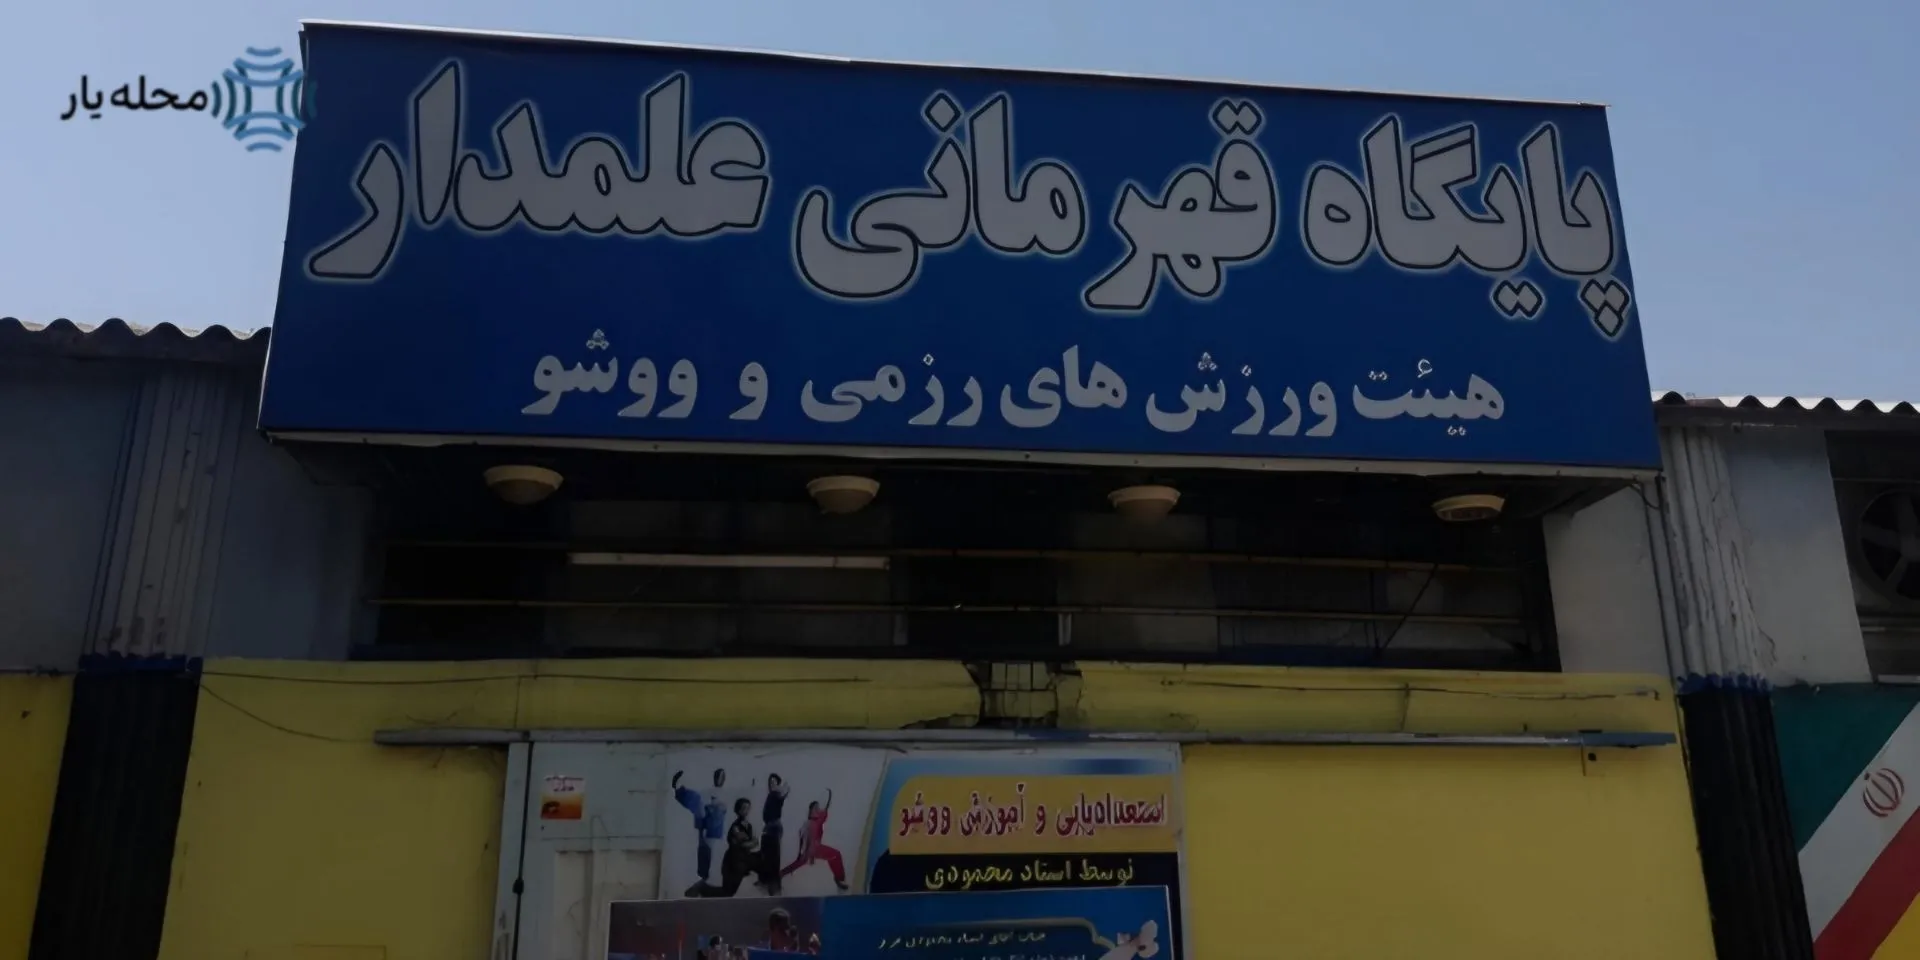 محله‌یار
پایگاه قهرمانی علمدار
هیئت ورزش های رزمی و ووشو
استعدادیابی و آموزش ووشو
توسط استاد محمودی